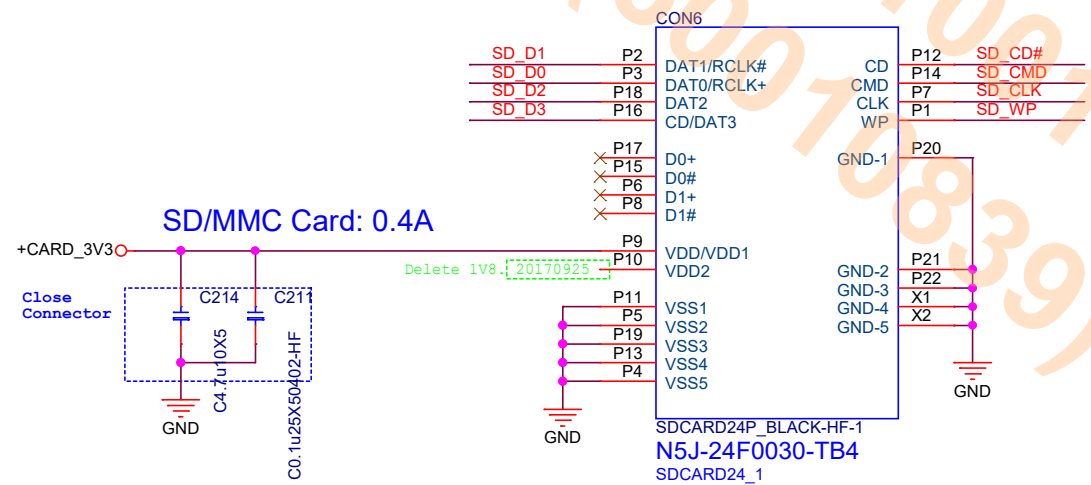 CON6
SD_D1
P2
DAT1/RCLK#
CD
P12
SD_CD#
SD_D0
P3
DAT0/RCLK+
CMD
P14
SD_CMD
SD_D2
P18
DAT2
CLK
P7
SD_CLK
SD_D3
P16
CD/DAT3
WP
P1
SD_WP
P17
D0+
GND-1
P20
P15
D0#
P6
D1+
P8
D1#
SD/MMC Card: 0.4A
+CARD_3V3
P9
VDD/VDD1
Delete 1V8. 20170925
P10
VDD2
GND-2
P21
GND-3
P22
GND-4
X1
GND-5
X2
Close
Connector
C214
C211
C4.7u10X5
C0.1u25X50402-HF
P11
VSS1
P5
VSS2
P19
VSS3
P13
VSS4
P4
VSS5
GND
GND
GND
SDCARD24P_BLACK-HF-1
N5J-24F0030-TB4
SDCARD24_1